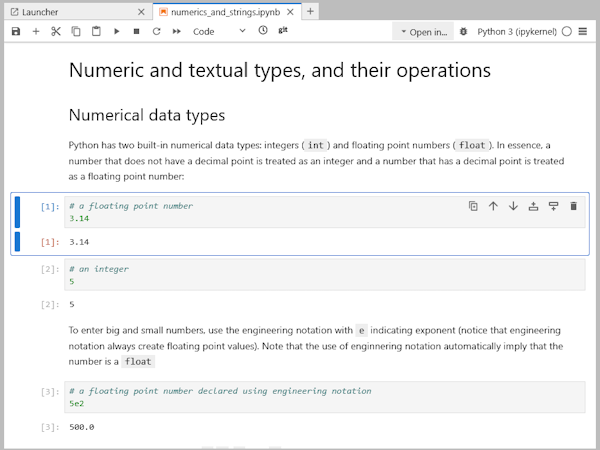 Launcher
numerics_and_strings.ipynb
Code
git
Open in...
Python 3 (ipykernel)
Numeric and textual types, and their operations
Numerical data types
Python has two built-in numerical data types: integers ( int ) and floating point numbers ( float ). In essence, a
number that does not have a decimal point is treated as an integer and a number that has a decimal point is treated
as a floating point number:
[1]: # a floating point number
3.14
[1]: 3.14
[2]: # an integer
5
[2]: 5
To enter big and small numbers, use the engineering notation with e indicating exponent (notice that engineering
notation always create floating point values). Note that the use of enginnering notation automatically imply that the
number is a float
[3]: # a floating point number declared using engineering notation
5e2
[3]: 500.0